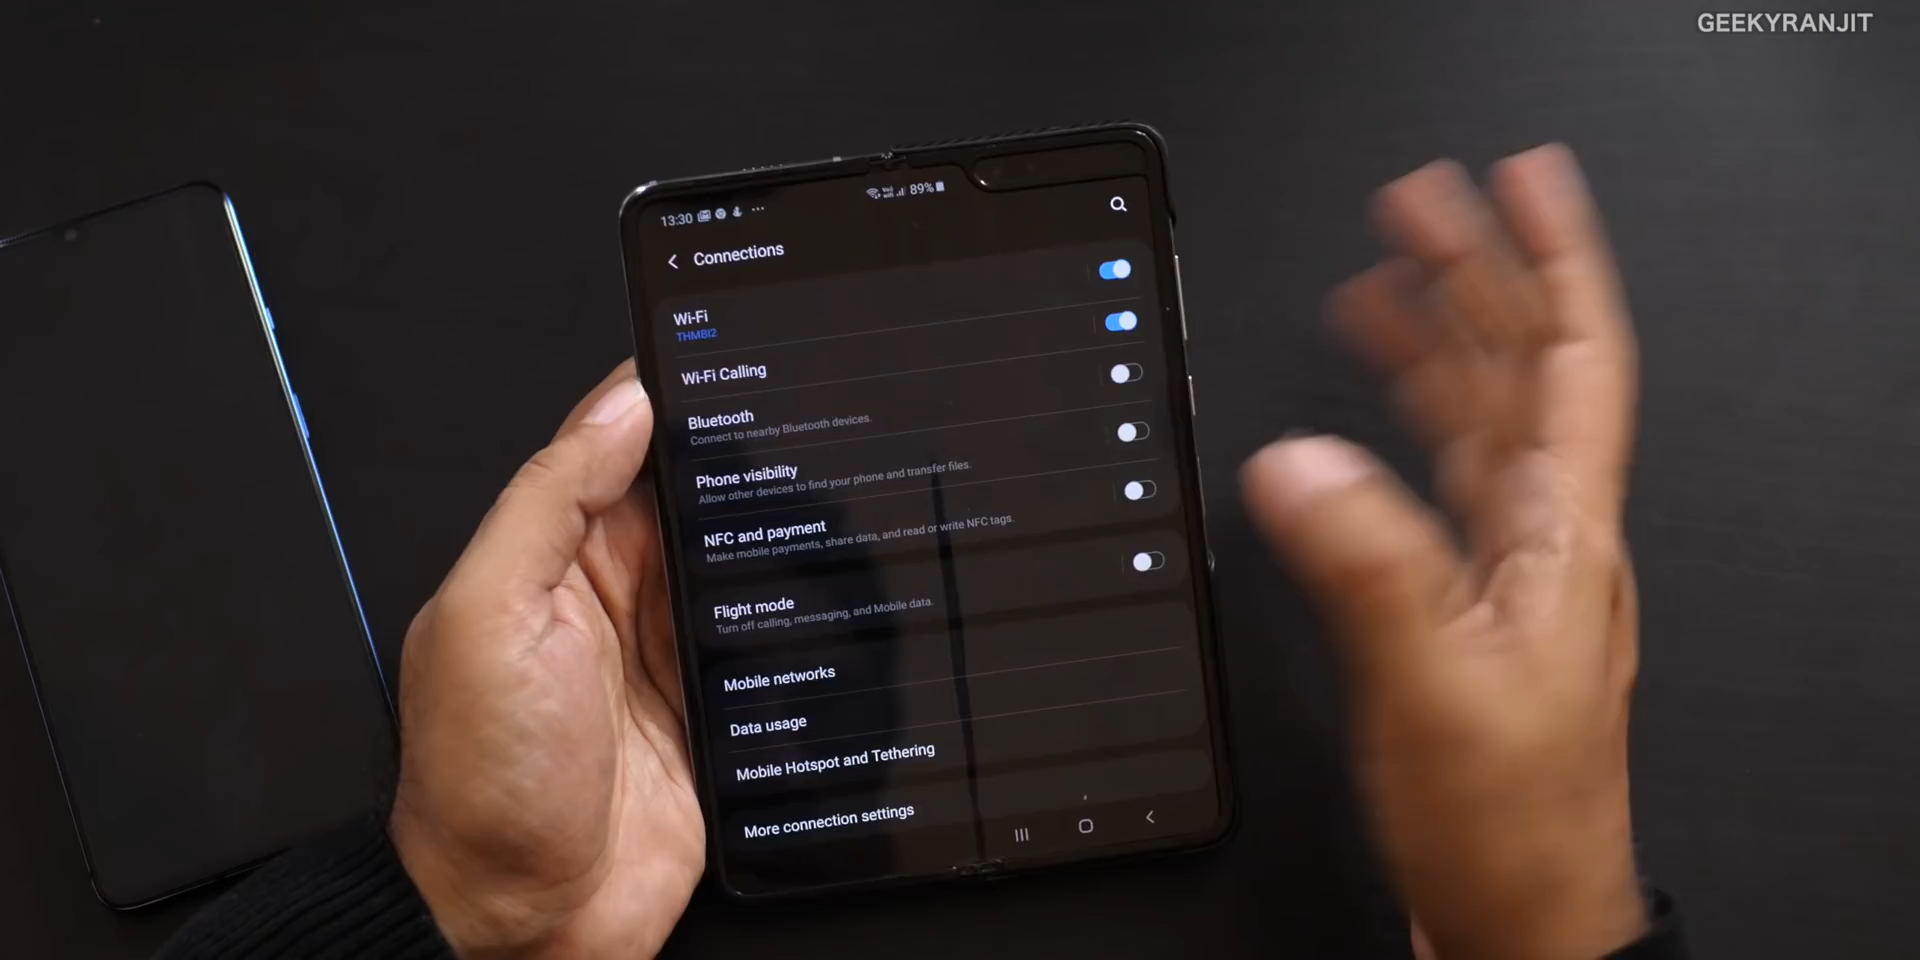 GEEKYRANJIT
13:30
89%
Connections
Wi-Fi
THMBI2
Wi-Fi Calling
Bluetooth
Connect to nearby Bluetooth devices.
Phone visibility
Allow other devices to find your phone and transfer files.
NFC and payment
Make mobile payments, share data, and read or write NFC tags.
Flight mode
Turn off calling, messaging, and Mobile data.
Mobile networks
Data usage
Mobile Hotspot and Tethering
More connection settings